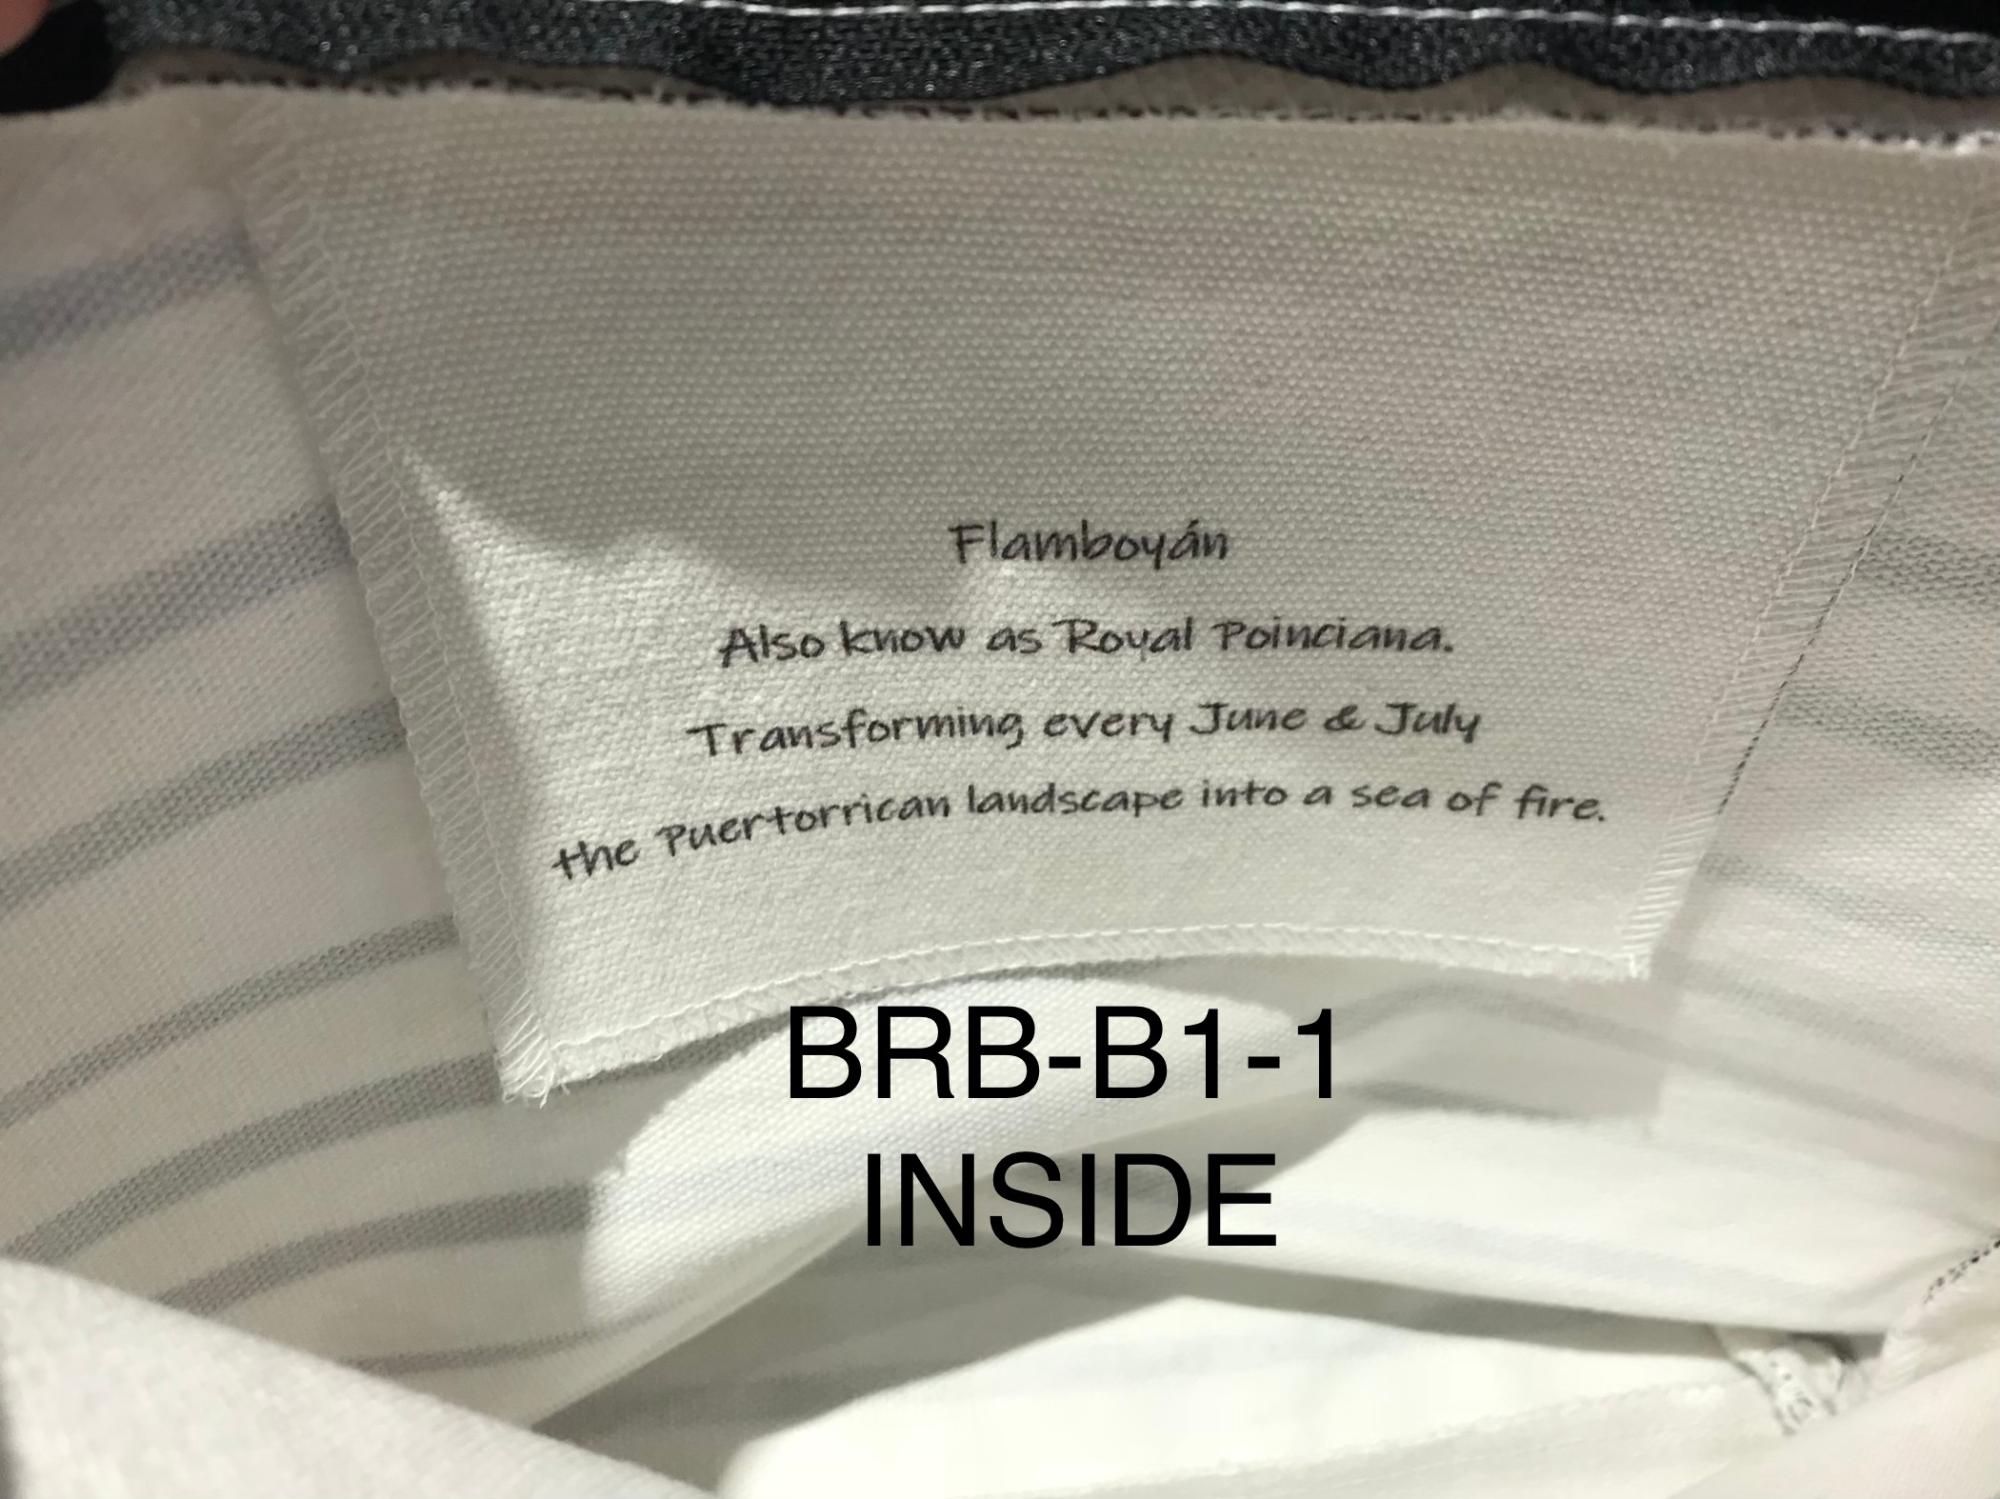 Flamboyán
Also know as Royal Poinciana.
Transforming every June & July
the Puertorrican landscape into a sea of fire.
BRB-B1-1
INSIDE